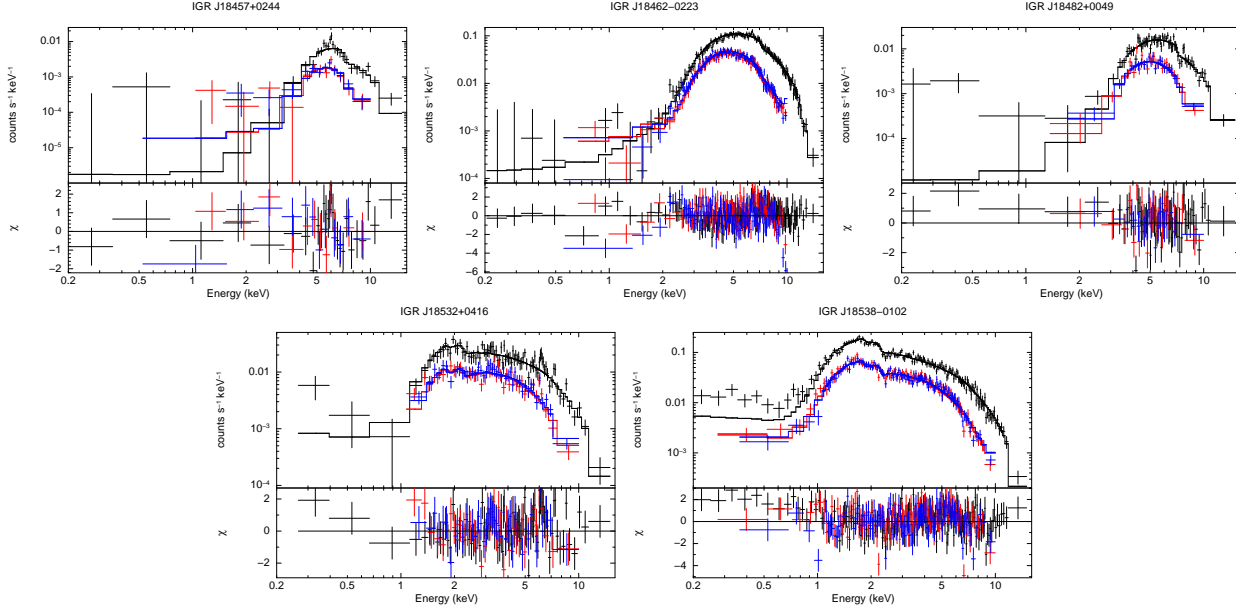 IGR J18457+0244
counts s⁻¹ keV⁻¹
0.01
10⁻³
10⁻⁴
10⁻⁵
χ
2
1
0
−1
−2
0.2 0.5 1 2 5 10
Energy (keV)
IGR J18462−0223
counts s⁻¹ keV⁻¹
0.1
0.01
10⁻³
10⁻⁴
χ
2
0
−2
−4
−6
0.2 0.5 1 2 5 10
Energy (keV)
IGR J18482+0049
counts s⁻¹ keV⁻¹
0.1
0.01
10⁻³
10⁻⁴
χ
2
0
−2
0.2 0.5 1 2 5 10
Energy (keV)
IGR J18532+0416
counts s⁻¹ keV⁻¹
0.01
10⁻³
10⁻⁴
χ
2
0
−2
0.2 0.5 1 2 5 10
Energy (keV)
IGR J18538−0102
counts s⁻¹ keV⁻¹
0.1
0.01
10⁻³
χ
2
0
−2
−4
0.2 0.5 1 2 5 10
Energy (keV)